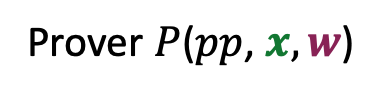 Prover P(pp, x, w)